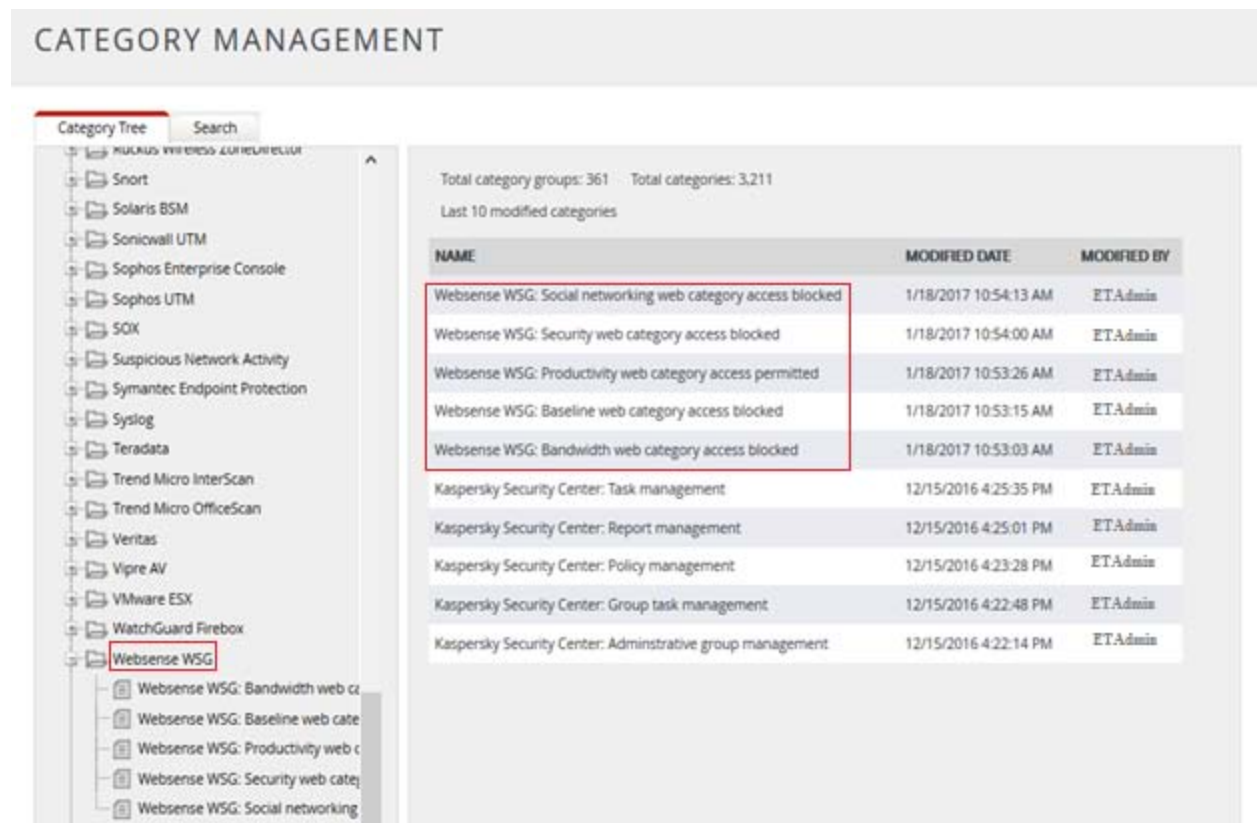 CATEGORY MANAGEMENT
Category Tree
Search
Ruckus Wireless ZoneDirector
Snort
Solaris BSM
Sonicwall UTM
Sophos Enterprise Console
Sophos UTM
SOX
Suspicious Network Activity
Symantec Endpoint Protection
Syslog
Teradata
Trend Micro InterScan
Trend Micro OfficeScan
Veritas
Vipre AV
VMware ESX
WatchGuard Firebox
Websense WSG
Websense WSG: Bandwidth web ca
Websense WSG: Baseline web cate
Websense WSG: Productivity web c
Websense WSG: Security web categ
Websense WSG: Social networking
Total category groups: 361 Total categories: 3,211
Last 10 modified categories
NAME MODIFIED DATE MODIFIED BY
Websense WSG: Social networking web category access blocked 1/18/2017 10:54:13 AM ETAdmin
Websense WSG: Security web category access blocked 1/18/2017 10:54:00 AM ETAdmin
Websense WSG: Productivity web category access permitted 1/18/2017 10:53:26 AM ETAdmin
Websense WSG: Baseline web category access blocked 1/18/2017 10:53:15 AM ETAdmin
Websense WSG: Bandwidth web category access blocked 1/18/2017 10:53:03 AM ETAdmin
Kaspersky Security Center: Task management 12/15/2016 4:25:35 PM ETAdmin
Kaspersky Security Center: Report management 12/15/2016 4:25:01 PM ETAdmin
Kaspersky Security Center: Policy management 12/15/2016 4:23:28 PM ETAdmin
Kaspersky Security Center: Group task management 12/15/2016 4:22:48 PM ETAdmin
Kaspersky Security Center: Adminstrative group management 12/15/2016 4:22:14 PM ETAdmin